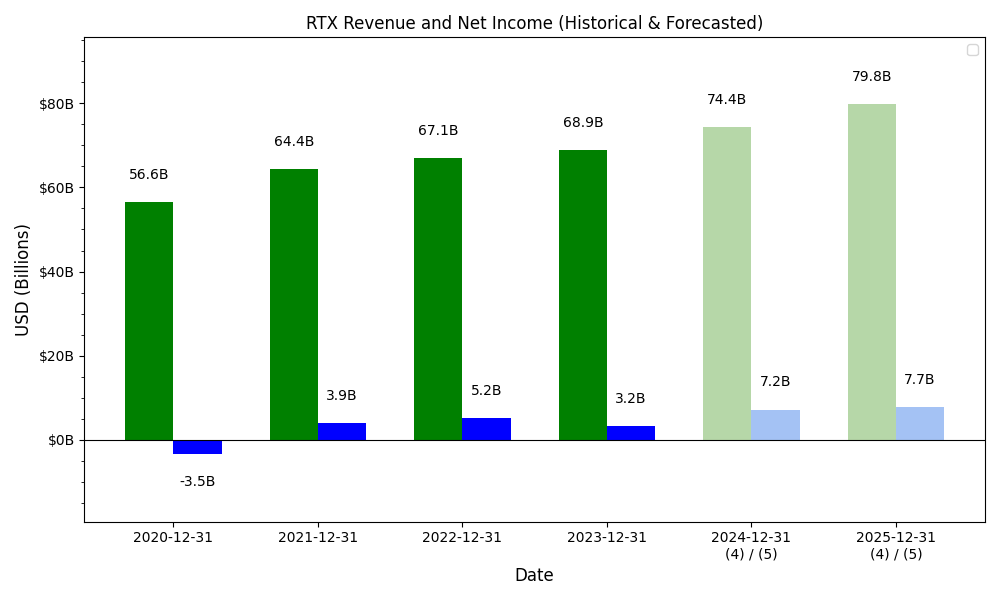 RTX Revenue and Net Income (Historical & Forecasted)
USD (Billions)
$80B
$60B
$40B
$20B
$0B
56.6B
-3.5B
64.4B
3.9B
67.1B
5.2B
68.9B
3.2B
74.4B
7.2B
79.8B
7.7B
2020-12-31
2021-12-31
2022-12-31
2023-12-31
2024-12-31
(4) / (5)
2025-12-31
(4) / (5)
Date